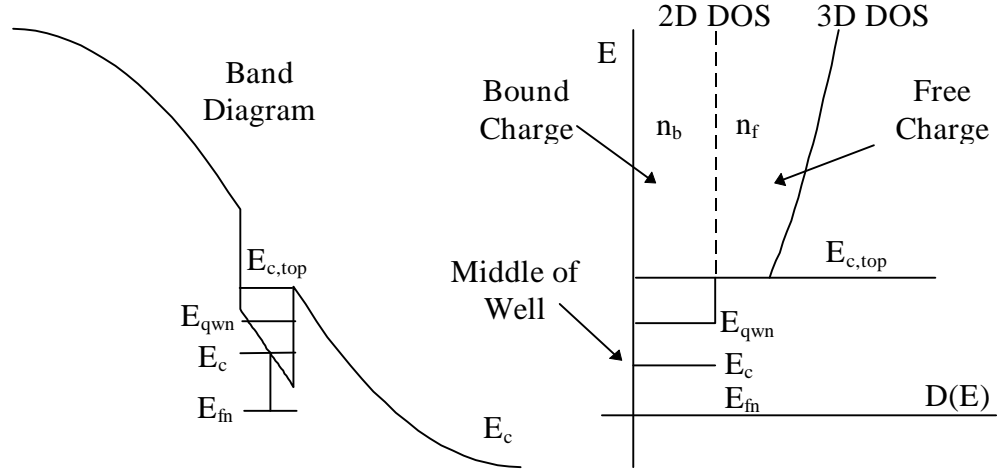 Band
Diagram
E_c,top
E_qwn
E_c
E_fn
E_c
2D DOS
3D DOS
E
Bound
Charge
n_b
n_f
Free
Charge
Middle of
Well
E_c,top
E_qwn
E_c
E_fn
D(E)